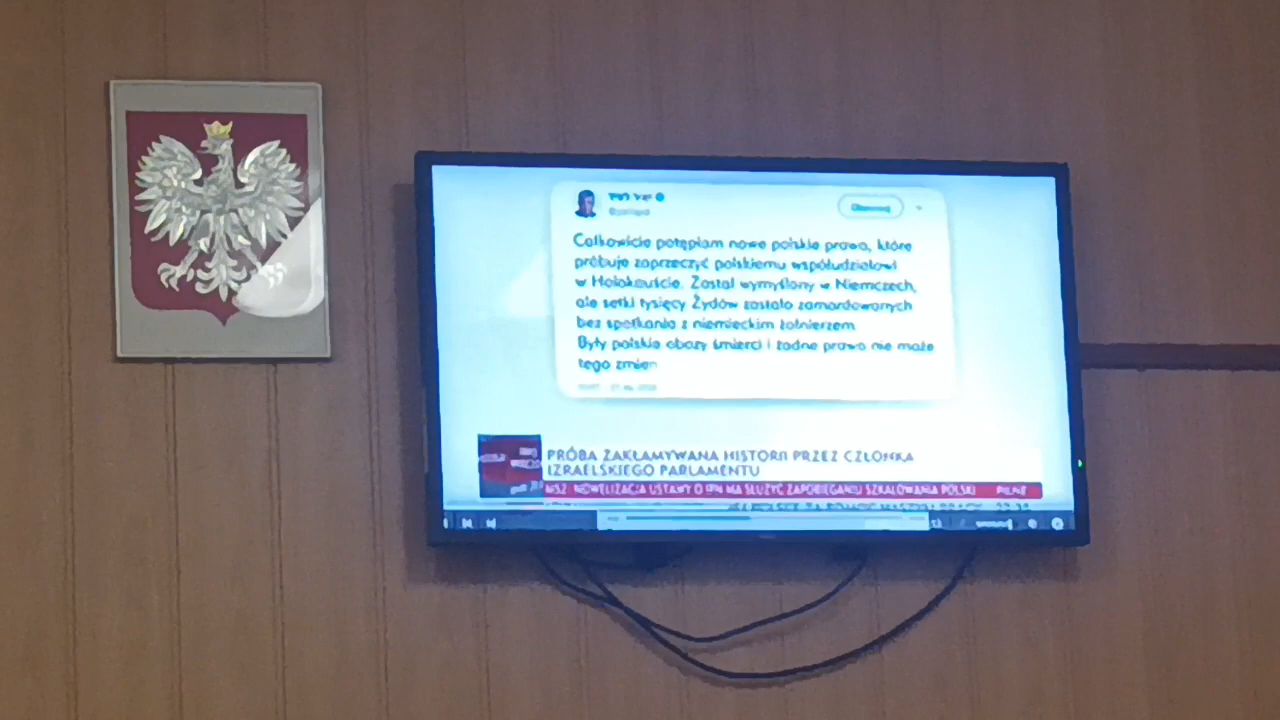 Całkowicie potępiam nowe polskie prawo, które
próbuje zaprzeczyć polskiemu współudziałowi
w Holokauście. Został wymyślony w Niemczech,
ale setki tysięcy Żydów zostało zamordowanych
bez spotkania z niemieckim żołnierzem.
Były polskie obozy śmierci i żadne prawo nie może
tego zmien
PRÓBA ZAKŁAMYWANA HISTORII PRZEZ CZŁONKA
IZRAELSKIEGO PARLAMENTU
MSZ: NOWELIZACJA USTAWY O IPN MA SŁUŻYĆ ZAPOBIEGANIU SZKALOWANIA POLSKI PILNE